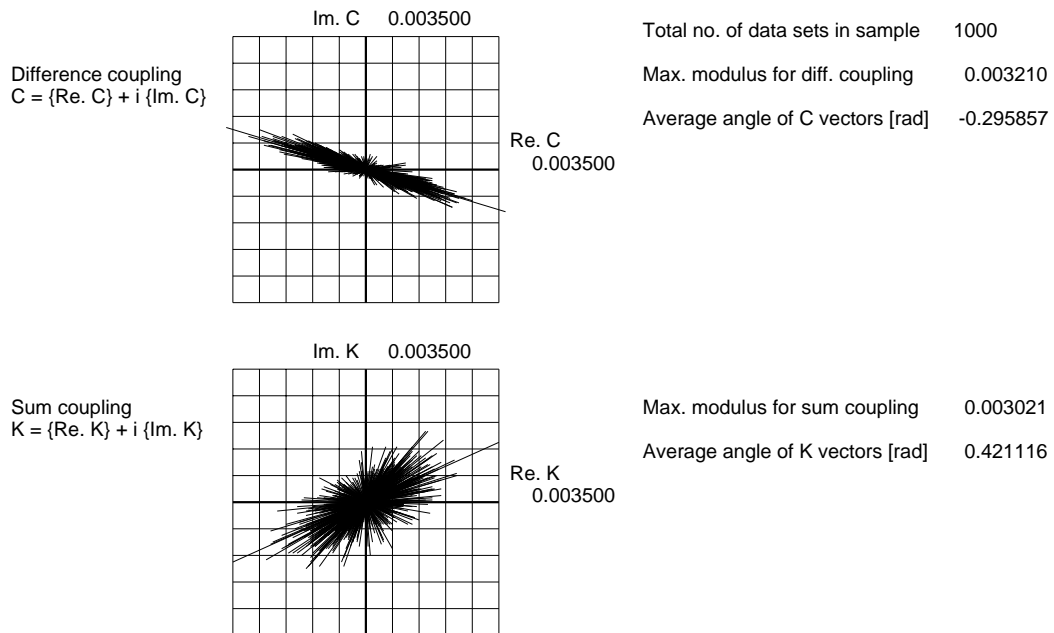 Im. C 0.003500
Difference coupling
C = {Re. C} + i {Im. C}
Re. C
0.003500
Total no. of data sets in sample 1000
Max. modulus for diff. coupling 0.003210
Average angle of C vectors [rad] -0.295857
Im. K 0.003500
Sum coupling
K = {Re. K} + i {Im. K}
Re. K
0.003500
Max. modulus for sum coupling 0.003021
Average angle of K vectors [rad] 0.421116